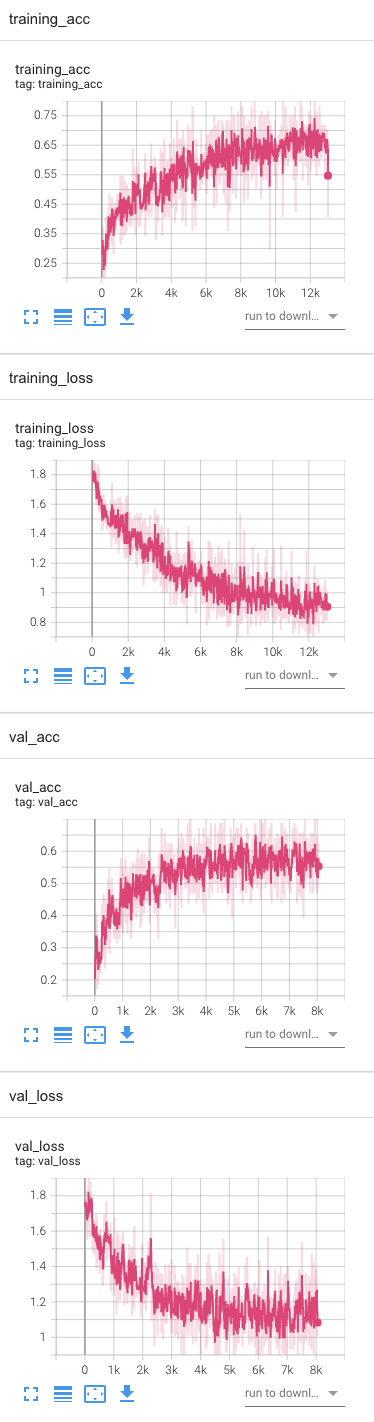 training_acc
training_acc
tag: training_acc
0.75
0.65
0.55
0.45
0.35
0.25
0 2k 4k 6k 8k 10k 12k
run to downl...
training_loss
training_loss
tag: training_loss
1.8
1.6
1.4
1.2
1
0.8
0 2k 4k 6k 8k 10k 12k
run to downl...
val_acc
val_acc
tag: val_acc
0.6
0.5
0.4
0.3
0.2
0 1k 2k 3k 4k 5k 6k 7k 8k
run to downl...
val_loss
val_loss
tag: val_loss
1.8
1.6
1.4
1.2
1
0 1k 2k 3k 4k 5k 6k 7k 8k
run to downl...